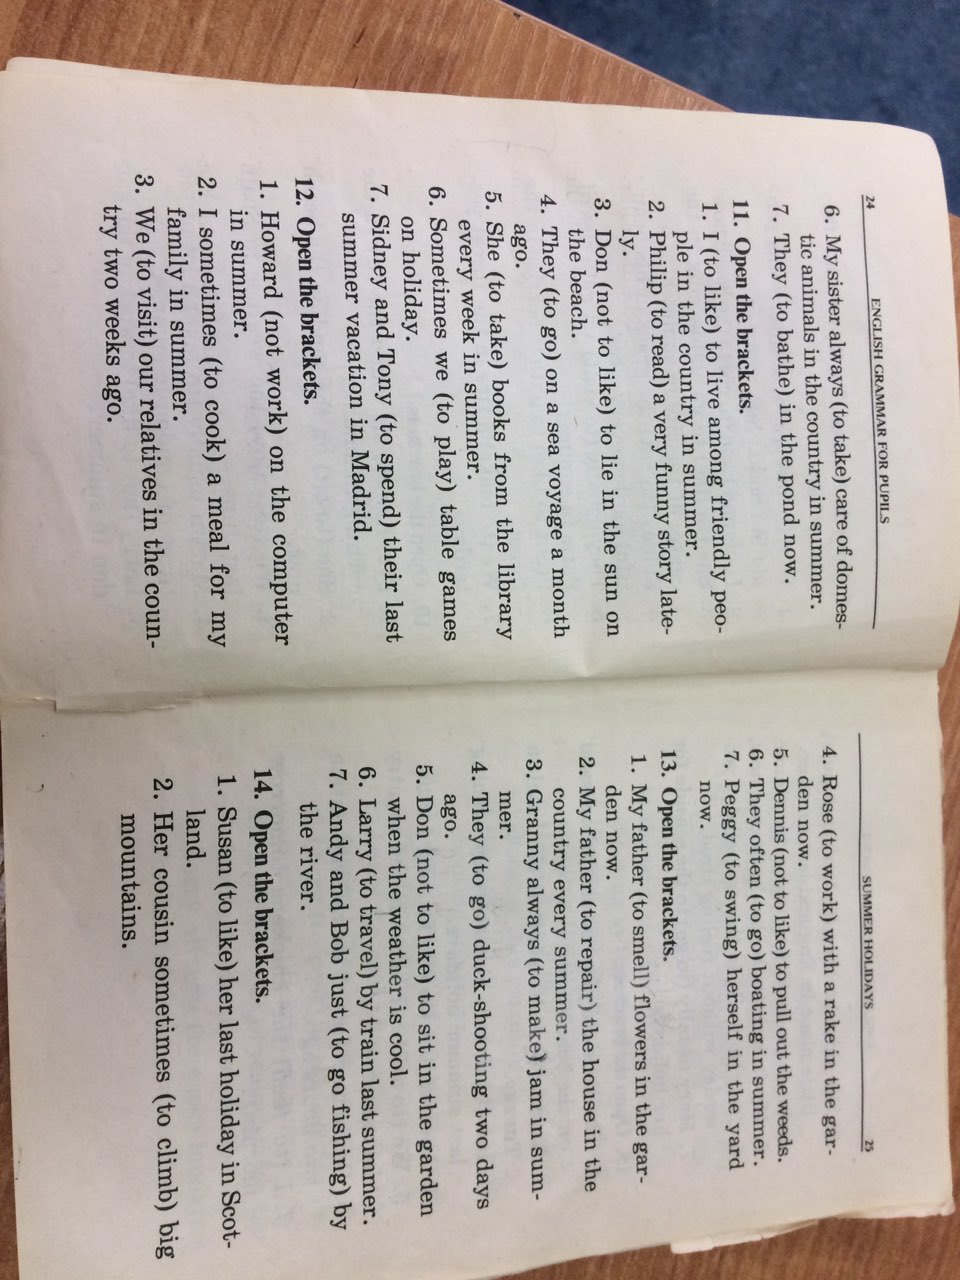 24
ENGLISH GRAMMAR FOR PUPILS
6. My sister always (to take) care of domes-
tic animals in the country in summer.
7. They (to bathe) in the pond now.
11. Open the brackets.
1. I (to like) to live among friendly peo-
ple in the country in summer.
2. Philip (to read) a very funny story late-
ly.
3. Don (not to like) to lie in the sun on
the beach.
4. They (to go) on a sea voyage a month
ago.
5. She (to take) books from the library
every week in summer.
6. Sometimes we (to play) table games
on holiday.
7. Sidney and Tony (to spend) their last
summer vacation in Madrid.
12. Open the brackets.
1. Howard (not work) on the computer
in summer.
2. I sometimes (to cook) a meal for my
family in summer.
3. We (to visit) our relatives in the coun-
try two weeks ago.
SUMMER HOLIDAYS
25
4. Rose (to work) with a rake in the gar-
den now.
5. Dennis (not to like) to pull out the weeds.
6. They often (to go) boating in summer.
7. Peggy (to swing) herself in the yard
now.
13. Open the brackets.
1. My father (to smell) flowers in the gar-
den now.
2. My father (to repair) the house in the
country every summer.
3. Granny always (to make) jam in sum-
mer.
4. They (to go) duck-shooting two days
ago.
5. Don (not to like) to sit in the garden
when the weather is cool.
6. Larry (to travel) by train last summer.
7. Andy and Bob just (to go fishing) by
the river.
14. Open the brackets.
1. Susan (to like) her last holiday in Scot-
land.
2. Her cousin sometimes (to climb) big
mountains.